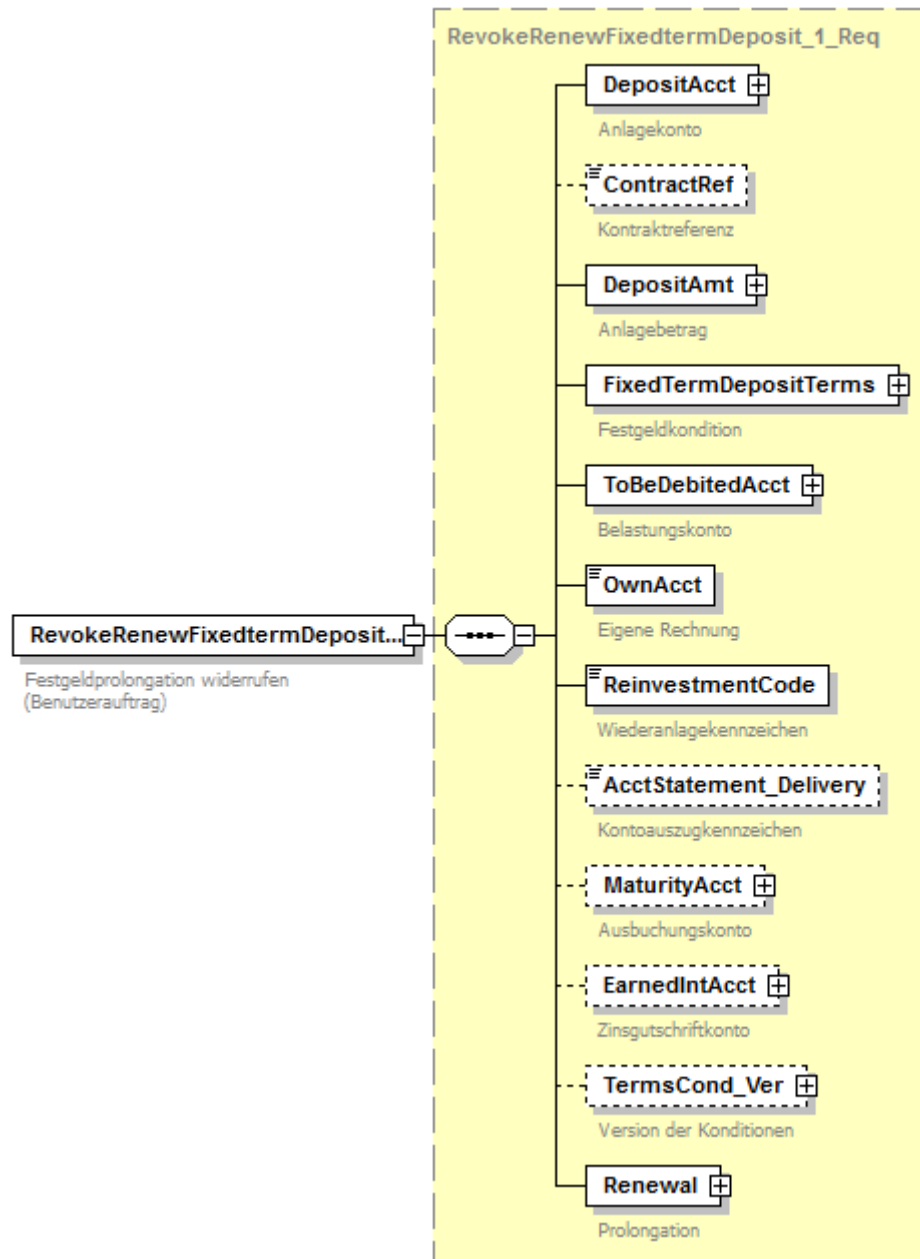 RevokeRenewFixedtermDeposit_1_Req
DepositAcct
Anlagekonto
ContractRef
Kontraktreferenz
DepositAmt
Anlagebetrag
FixedTermDepositTerms
Festgeldkondition
ToBeDebitedAcct
Belastungskonto
OwnAcct
Eigene Rechnung
RevokeRenewFixedtermDeposit...
Festgeldprolongation widerrufen
(Benutzerauftrag)
ReinvestmentCode
Wiederanlagekennzeichen
AcctStatement_Delivery
Kontoauszugkennzeichen
MaturityAcct
Ausbuchungskonto
EarnedIntAcct
Zinsgutschriftkonto
TermsCond_Ver
Version der Konditionen
Renewal
Prolongation